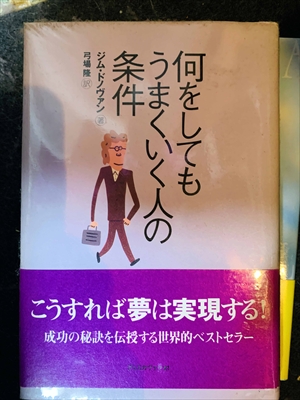 何をしても
うまくいく人の
条件
ジム・ドノヴァン 著
弓場 隆 訳
こうすれば夢は実現する!
成功の秘訣を伝授する世界的ベストセラー